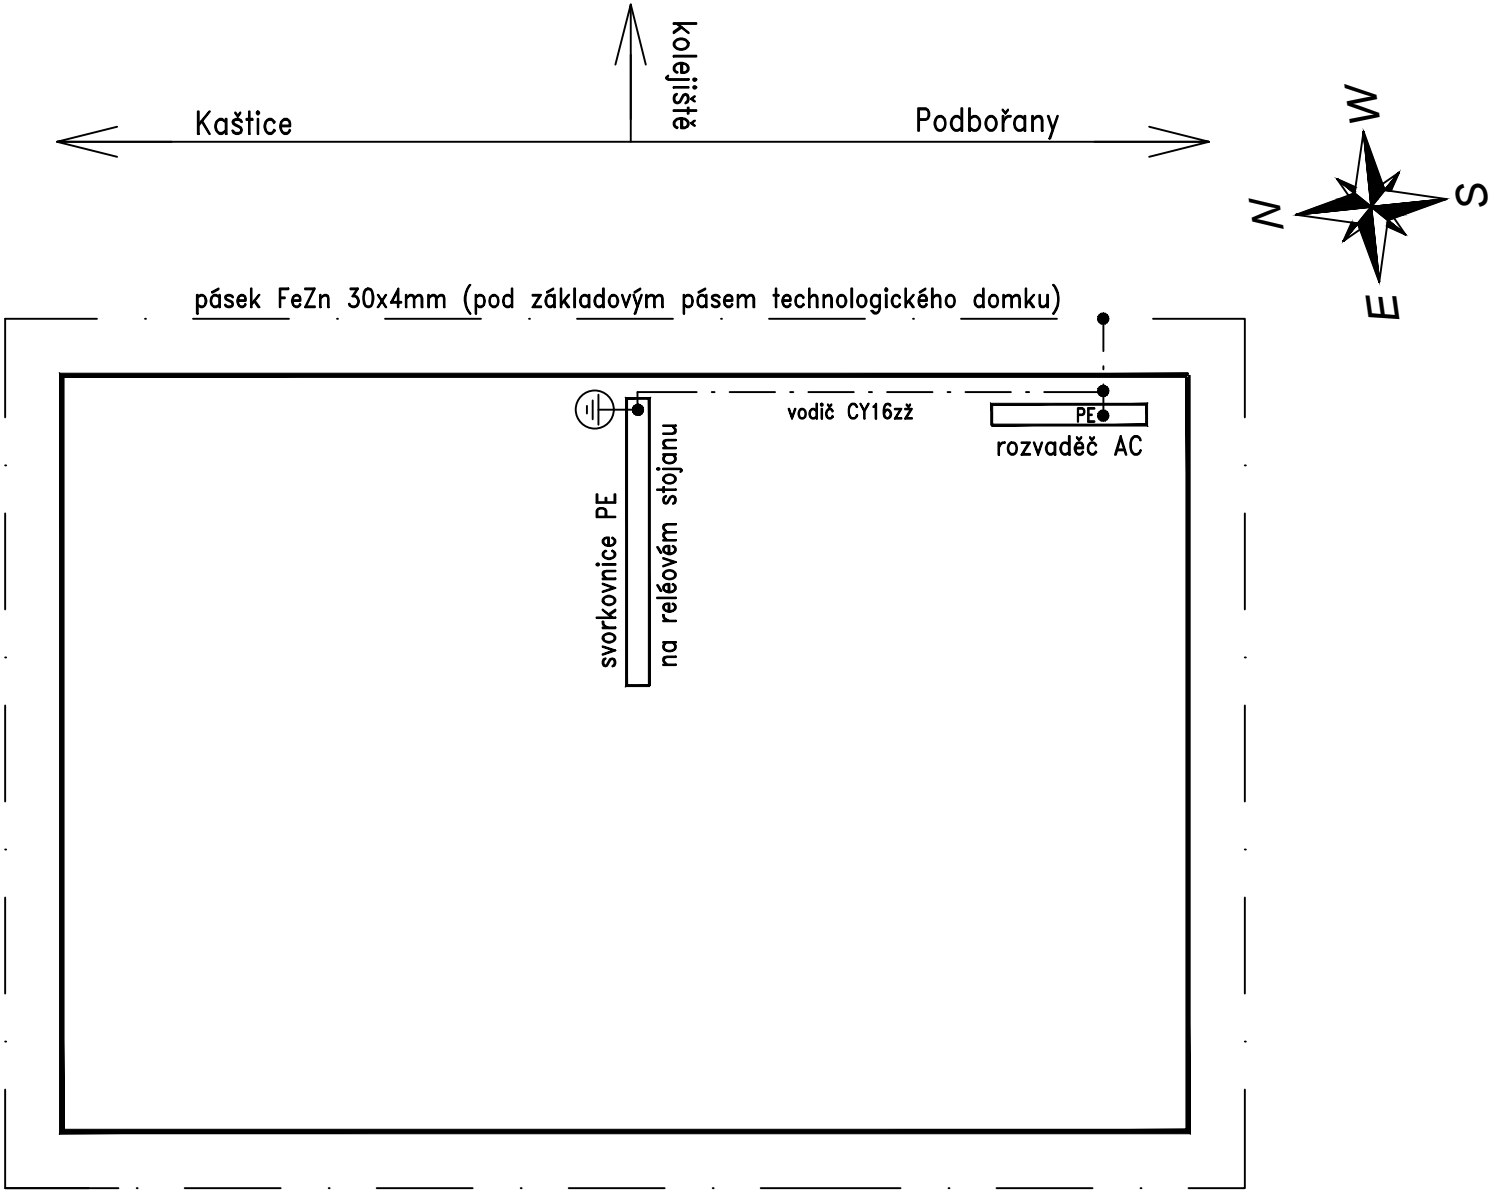 kolejiště
Kaštice
Podbořany
W
N
S
E
pásek FeZn 30x4mm (pod základovým pásem technologického domku)
vodič CY16zž
PE
rozvaděč AC
svorkovnice PE
na reléovém stojanu